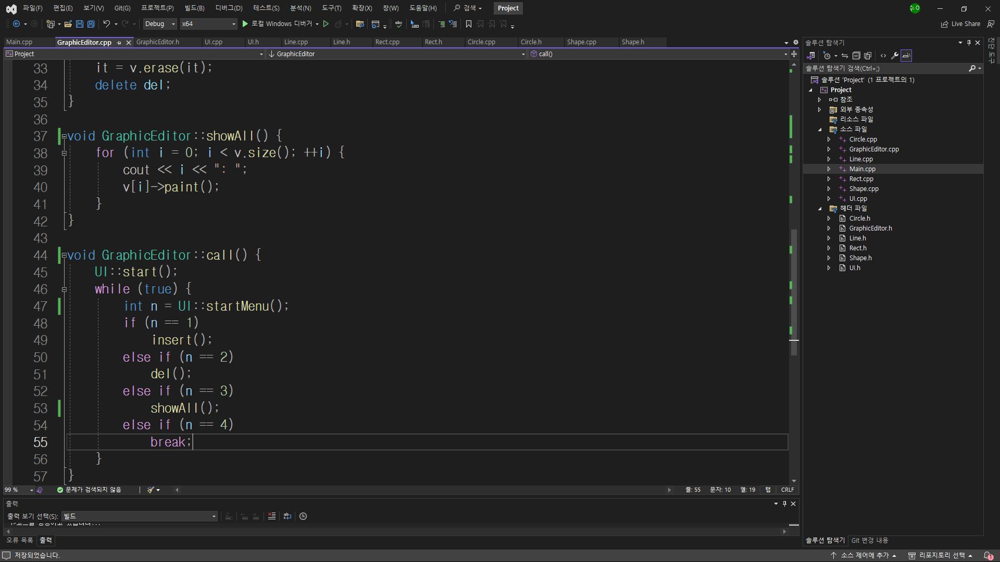 파일(F) 편집(E) 보기(V) Git(G) 프로젝트(P) 빌드(B) 디버그(D) 테스트(S) 분석(N) 도구(T) 확장(X) 창(W) 도움말(H) 검색 Project
Debug x64 로컬 Windows 디버거 Live Share
Main.cpp GraphicEditor.cpp GraphicEditor.h UI.cpp UI.h Line.cpp Line.h Rect.cpp Rect.h Circle.cpp Circle.h Shape.cpp Shape.h
Project GraphicEditor call()
33 it = v.erase(it);
34 delete del;
35 }
36
37 void GraphicEditor::showAll() {
38 for (int i = 0; i < v.size(); ++i) {
39 cout << i << ": ";
40 v[i]->paint();
41 }
42 }
43
44 void GraphicEditor::call() {
45 UI::start();
46 while (true) {
47 int n = UI::startMenu();
48 if (n == 1)
49 insert();
50 else if (n == 2)
51 del();
52 else if (n == 3)
53 showAll();
54 else if (n == 4)
55 break;
56 }
57 }
99 % 문제가 검색되지 않음 줄: 55 문자: 10 열: 19 탭 CRLF
출력
출력 보기 선택(S): 빌드
오류 목록 출력
저장되었습니다.
솔루션 탐색기
솔루션 탐색기 검색(Ctrl+;)
솔루션 'Project' (1 프로젝트의 1)
Project
참조
외부 종속성
리소스 파일
소스 파일
Circle.cpp
GraphicEditor.cpp
Line.cpp
Main.cpp
Rect.cpp
Shape.cpp
UI.cpp
헤더 파일
Circle.h
GraphicEditor.h
Line.h
Rect.h
Shape.h
UI.h
솔루션 탐색기 Git 변경 내용
소스 제어에 추가 리포지토리 선택 1
진단 도구